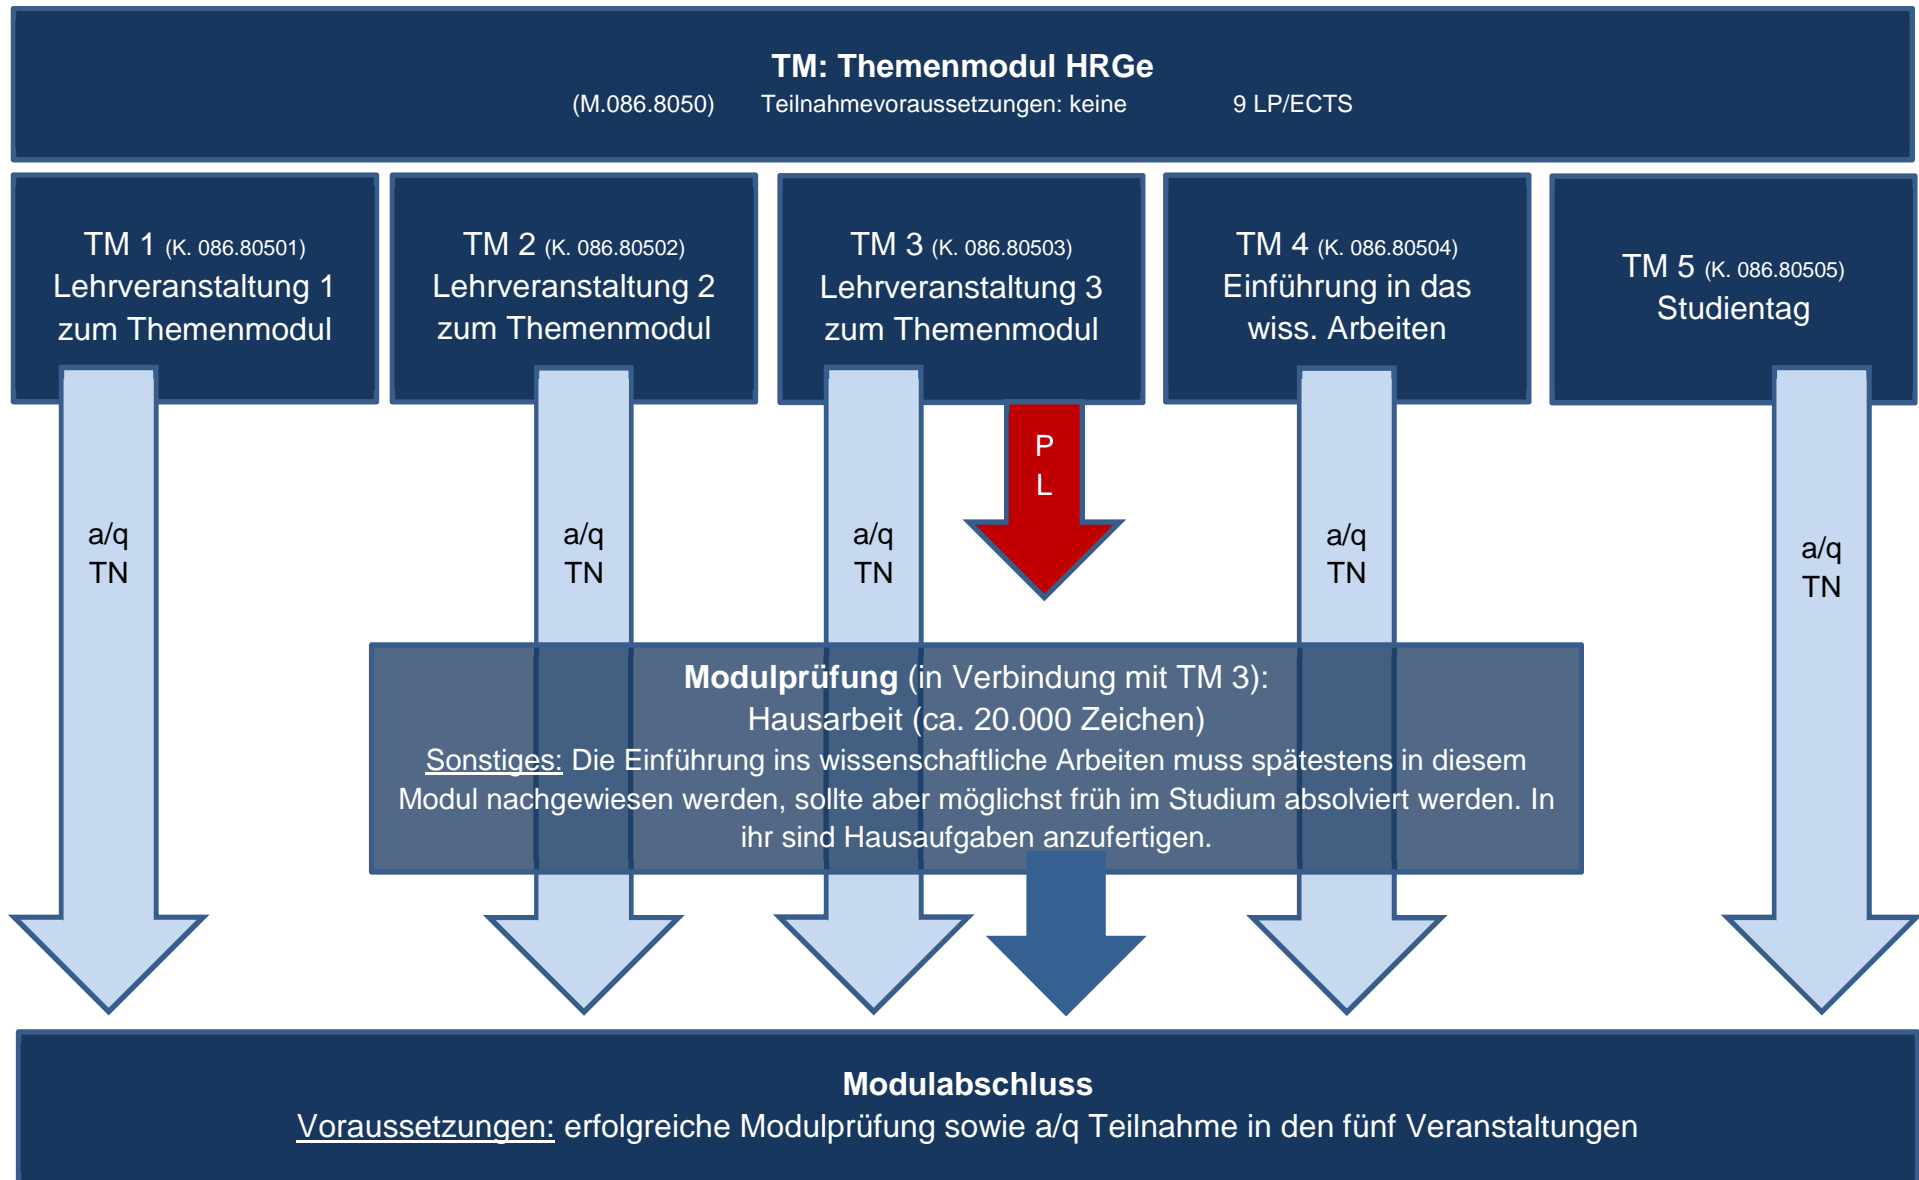 TM: Themenmodul HRGe
(M.086.8050) Teilnahmevoraussetzungen: keine 9 LP/ECTS
TM 1 (K. 086.80501)
Lehrveranstaltung 1
zum Themenmodul
TM 2 (K. 086.80502)
Lehrveranstaltung 2
zum Themenmodul
TM 3 (K. 086.80503)
Lehrveranstaltung 3
zum Themenmodul
TM 4 (K. 086.80504)
Einführung in das
wiss. Arbeiten
TM 5 (K. 086.80505)
Studientag
P
L
a/q
TN
a/q
TN
a/q
TN
a/q
TN
a/q
TN
Modulprüfung (in Verbindung mit TM 3):
Hausarbeit (ca. 20.000 Zeichen)
Sonstiges: Die Einführung ins wissenschaftliche Arbeiten muss spätestens in diesem
Modul nachgewiesen werden, sollte aber möglichst früh im Studium absolviert werden. In
ihr sind Hausaufgaben anzufertigen.
Modulabschluss
Voraussetzungen: erfolgreiche Modulprüfung sowie a/q Teilnahme in den fünf Veranstaltungen